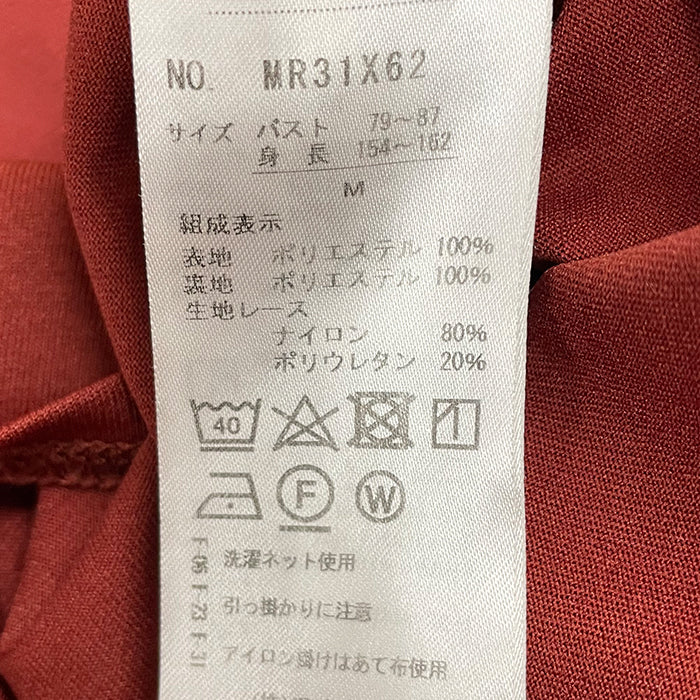 NO. MR31X62
サイズ バスト 79～87
身長 154～162
M
組成表示
表地 ポリエステル 100%
裏地 ポリエステル 100%
生地レース
ナイロン 80%
ポリウレタン 20%
40
F W
洗濯ネット使用
引っ掛かりに注意
アイロン掛けはあて布使用